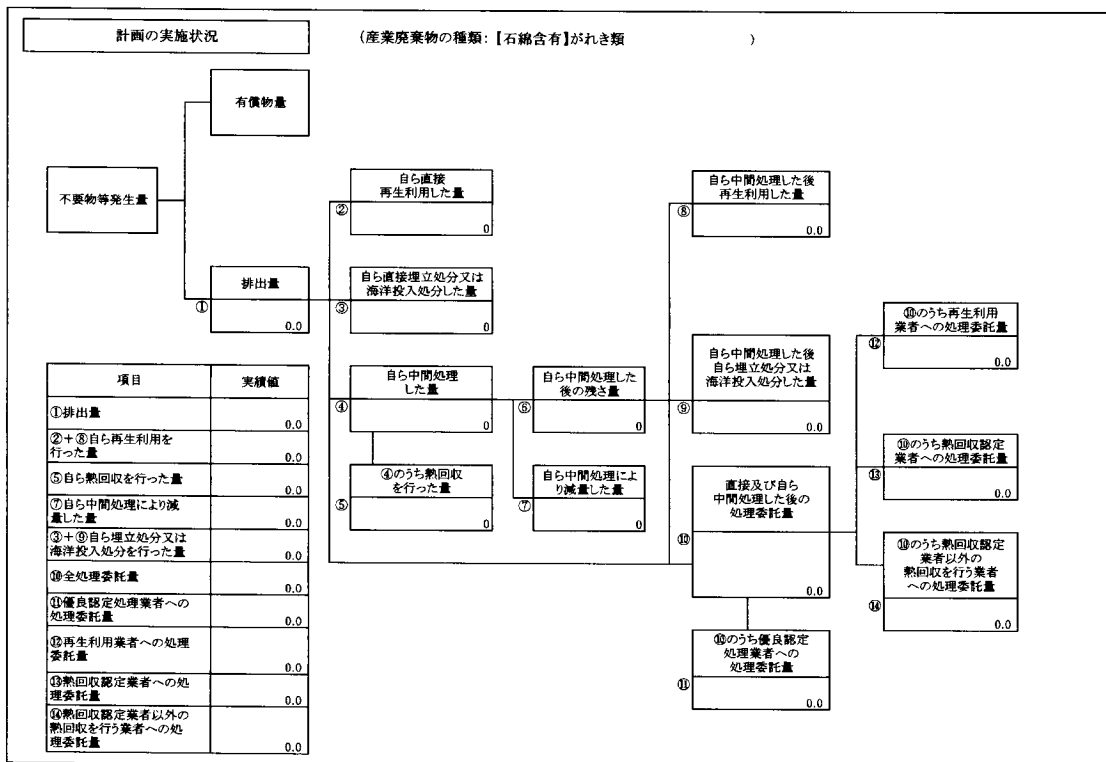 計画の実施状況
(産業廃棄物の種類:【石綿含有】がれき類 )
有償物量
不要物等発生量
自ら直接
再生利用した量
②
0
自ら中間処理した後
再生利用した量
⑧
0.0
排出量
①
0.0
自ら直接埋立処分又は
海洋投入処分した量
③
0
⑩のうち再生利用
業者への処理委託量
⑫
0.0
自ら中間処理
した量
④
0
自ら中間処理した
後の残さ量
⑥
0
自ら中間処理した後
自ら埋立処分又は
海洋投入処分した量
⑨
0.0
④のうち熱回収
を行った量
⑤
0
自ら中間処理によ
り減量した量
⑦
0
直接及び自ら
中間処理した後の
処理委託量
⑩
0.0
⑩のうち熱回収認定
業者への処理委託量
⑬
0.0
⑩のうち熱回収認定
業者以外の
熱回収を行う業者
への処理委託量
⑭
0.0
⑩のうち優良認定
処理業者への
処理委託量
⑪
0.0
項目 実績値
①排出量 0.0
②+⑧自ら再生利用を
行った量 0.0
⑤自ら熱回収を行った量 0.0
⑦自ら中間処理により減
量した量 0.0
③+⑨自ら埋立処分又は
海洋投入処分を行った量 0.0
⑩全処理委託量 0.0
⑪優良認定処理業者への
処理委託量 0.0
⑫再生利用業者への処理
委託量 0.0
⑬熱回収認定業者への処
理委託量 0.0
⑭熱回収認定業者以外の
熱回収を行う業者への処
理委託量 0.0